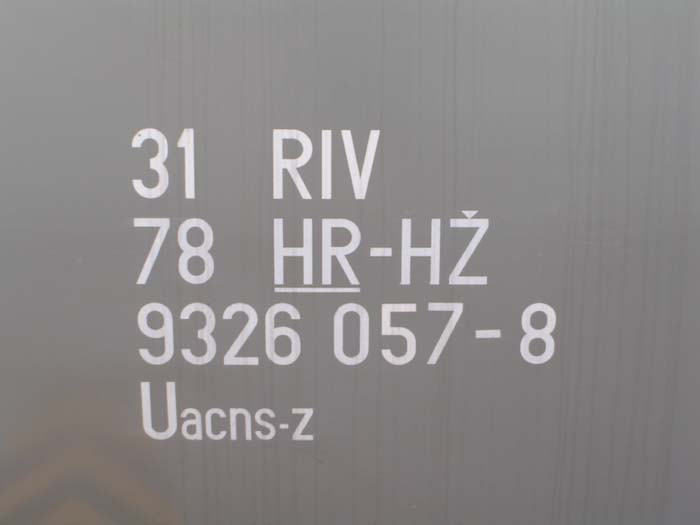 31 RIV
78 HR-HŽ
9326 057-8
Uacns-z